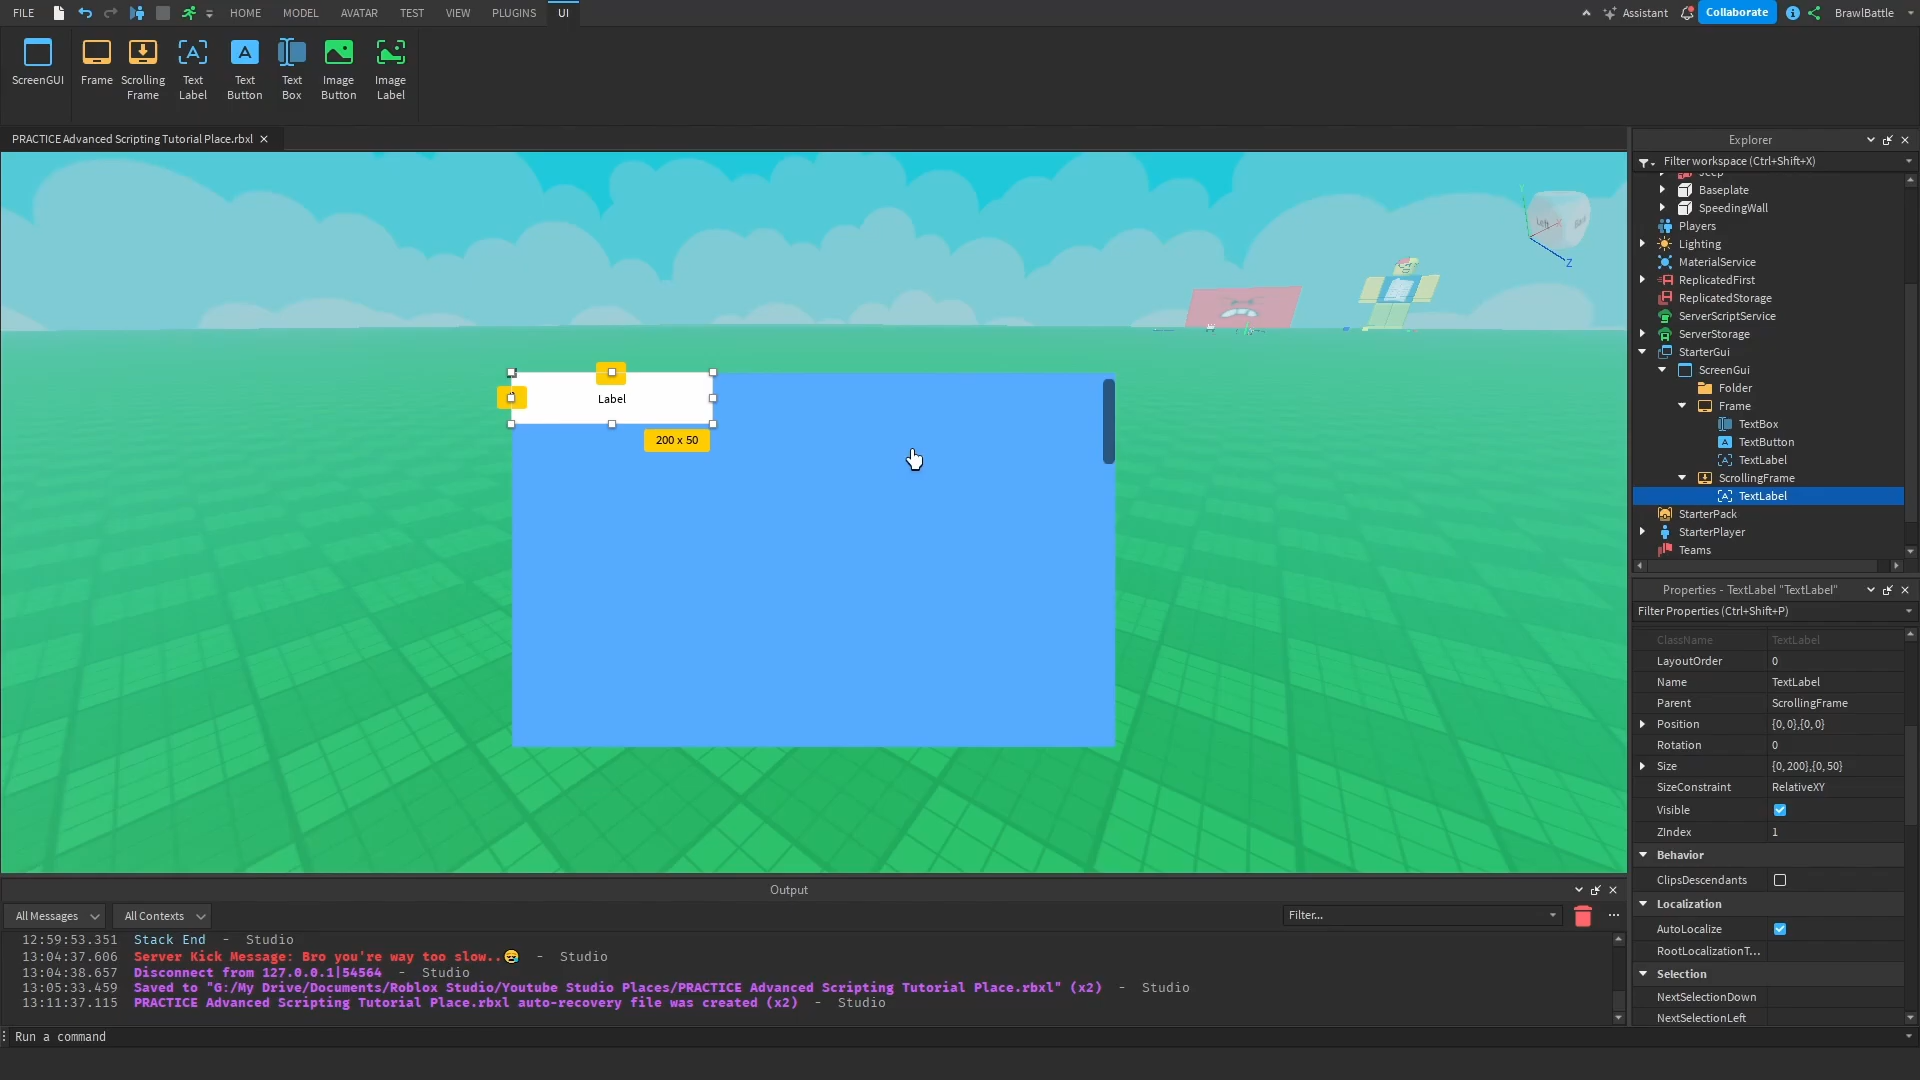 FILE HOME MODEL AVATAR TEST VIEW PLUGINS UI Assistant Collaborate BrawlBattle
ScreenGUI Frame Scrolling Frame Text Label Text Button Text Box Image Button Image Label
PRACTICE Advanced Scripting Tutorial Place.rbxl
Label
200 x 50
Z
Explorer
Filter workspace (Ctrl+Shift+X)
Jeep
Baseplate
SpeedingWall
Players
Lighting
MaterialService
ReplicatedFirst
ReplicatedStorage
ServerScriptService
ServerStorage
StarterGui
ScreenGui
Folder
Frame
TextBox
TextButton
TextLabel
ScrollingFrame
TextLabel
StarterPack
StarterPlayer
Teams
Properties - TextLabel "TextLabel"
Filter Properties (Ctrl+Shift+P)
ClassName TextLabel
LayoutOrder 0
Name TextLabel
Parent ScrollingFrame
Position {0, 0},{0, 0}
Rotation 0
Size {0, 200},{0, 50}
SizeConstraint RelativeXY
Visible
ZIndex 1
Behavior
ClipsDescendants
Localization
AutoLocalize
RootLocalizationT...
Selection
NextSelectionDown
NextSelectionLeft
Output
All Messages All Contexts Filter...
12:59:53.351 Stack End - Studio
13:04:37.606 Server Kick Message: Bro you're way too slow..😪 - Studio
13:04:38.657 Disconnect from 127.0.0.1|54564 - Studio
13:05:33.459 Saved to "G:/My Drive/Documents/Roblox Studio/Youtube Studio Places/PRACTICE Advanced Scripting Tutorial Place.rbxl" (x2) - Studio
13:11:37.115 PRACTICE Advanced Scripting Tutorial Place.rbxl auto-recovery file was created (x2) - Studio
Run a command